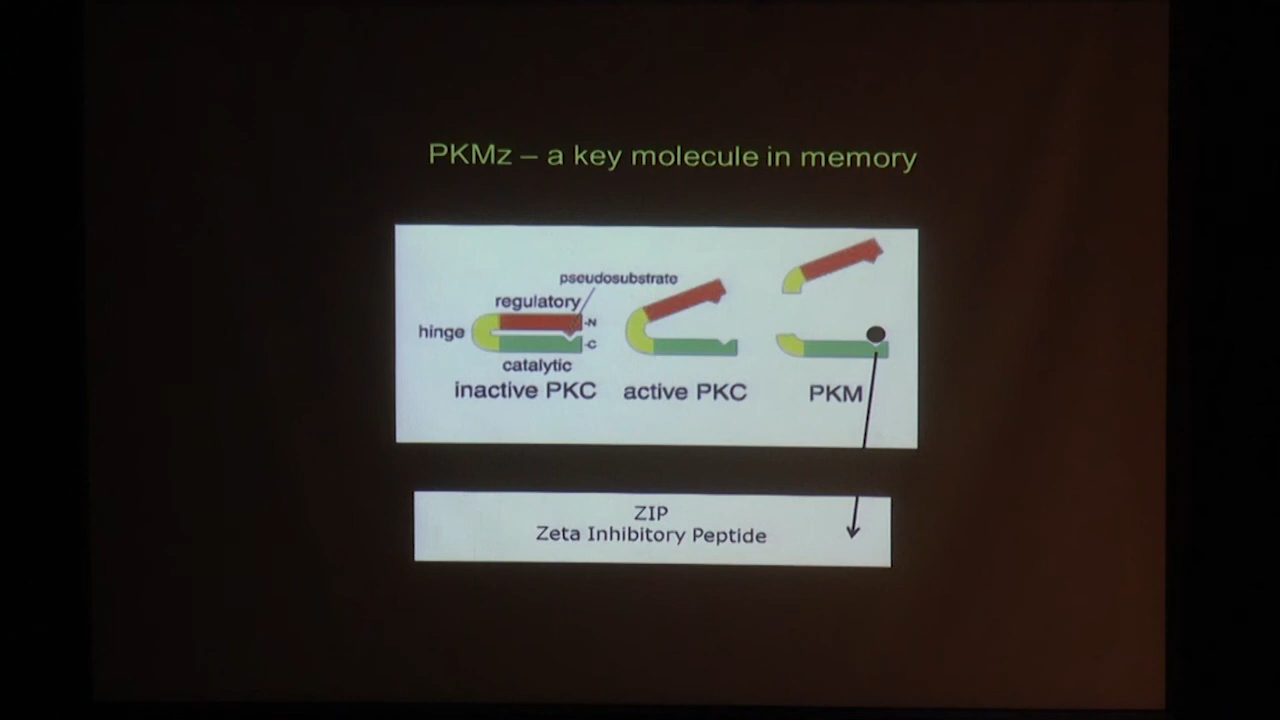 PKMz – a key molecule in memory
pseudosubstrate
regulatory
-N
hinge
-C
catalytic
inactive PKC
active PKC
PKM
ZIP
Zeta Inhibitory Peptide